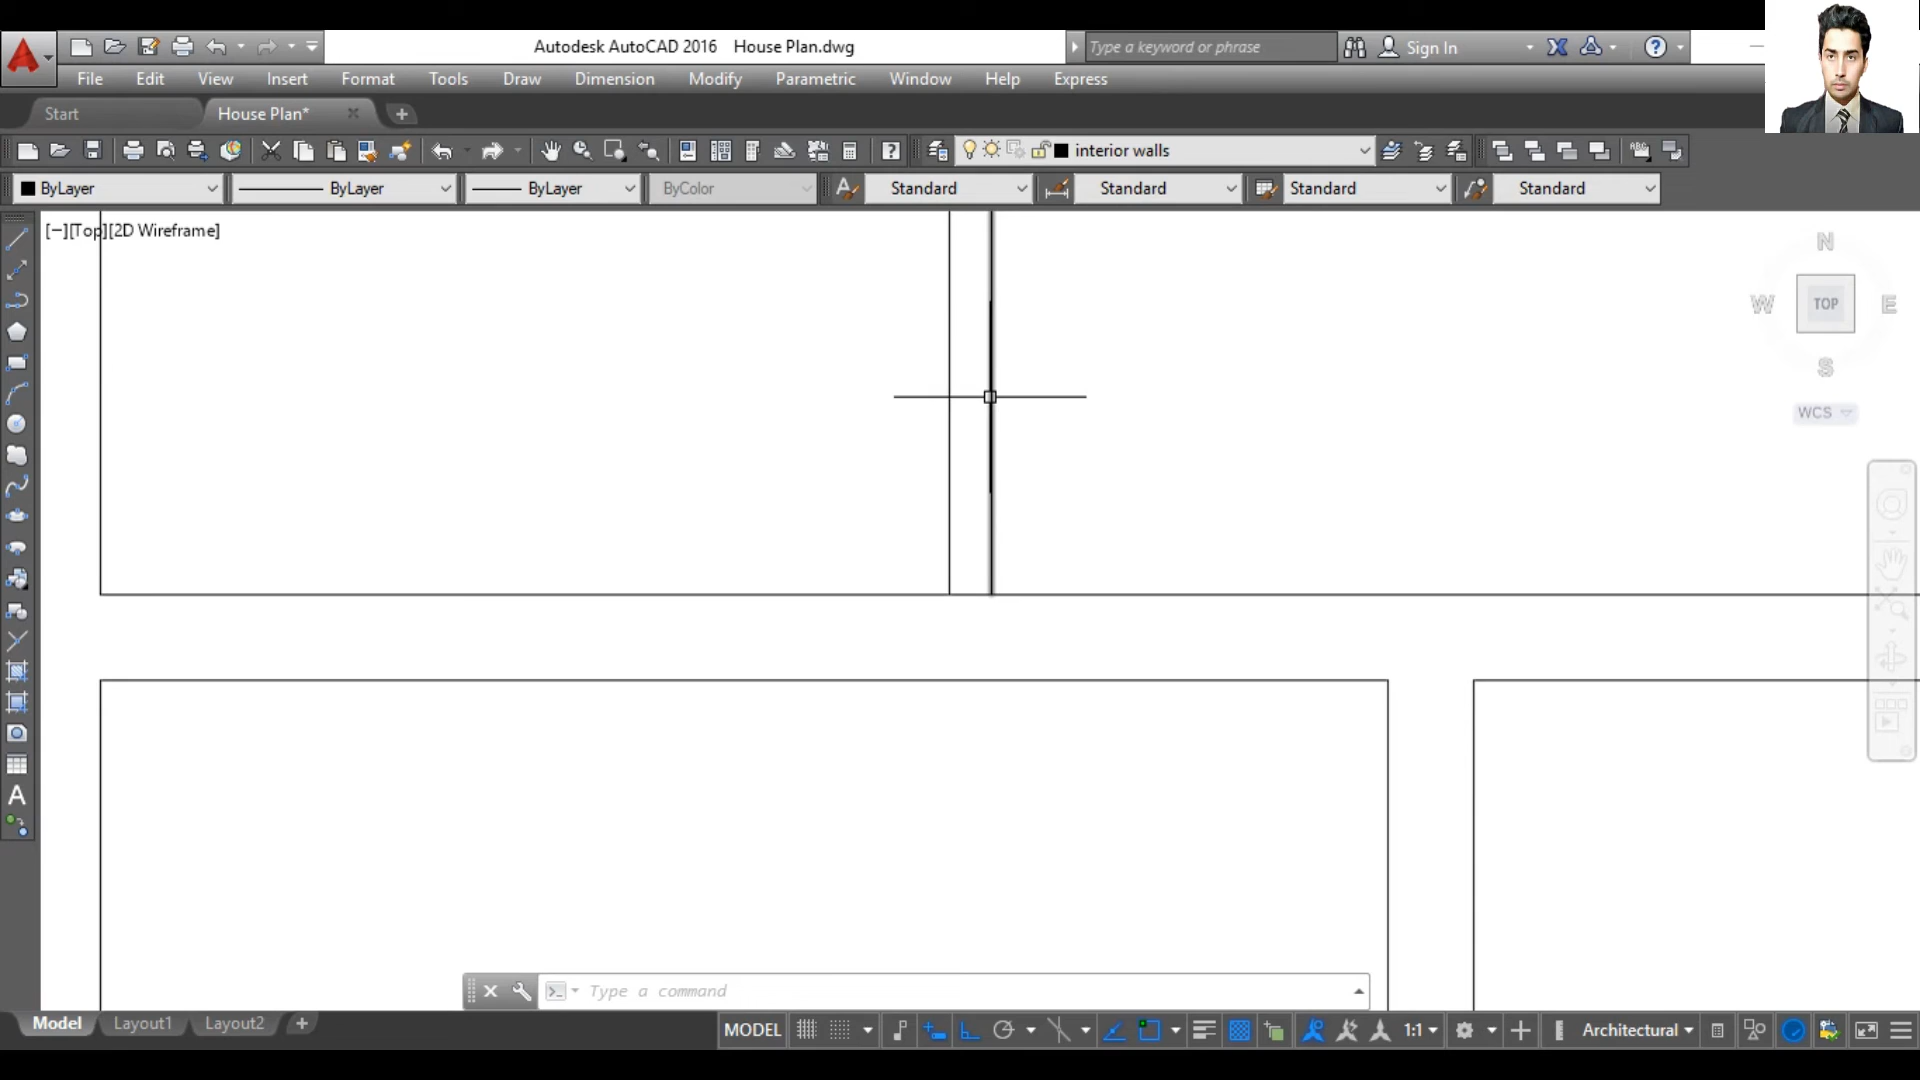 Autodesk AutoCAD 2016 House Plan.dwg
Type a keyword or phrase
Sign In
File Edit View Insert Format Tools Draw Dimension Modify Parametric Window Help Express
Start House Plan*
interior walls
ByLayer ByLayer ByLayer ByColor Standard Standard Standard Standard
[−][Top][2D Wireframe]
N
W TOP E
S
WCS
Type a command
Model Layout1 Layout2
MODEL 1:1 Architectural